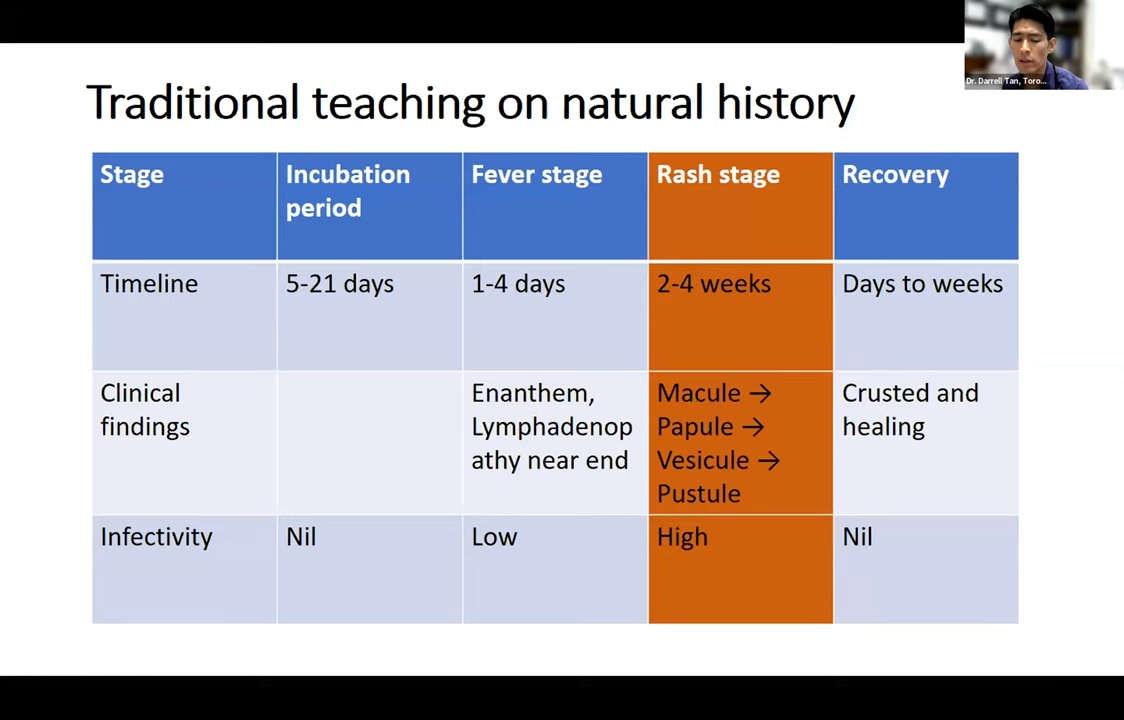 Dr. Darrell Tan, Toro...
Traditional teaching on natural history
Stage
Incubation
period
Fever stage
Rash stage
Recovery
Timeline
5-21 days
1-4 days
2-4 weeks
Days to weeks
Clinical
findings
Enanthem,
Lymphadenop
athy near end
Macule →
Papule →
Vesicule →
Pustule
Crusted and
healing
Infectivity
Nil
Low
High
Nil